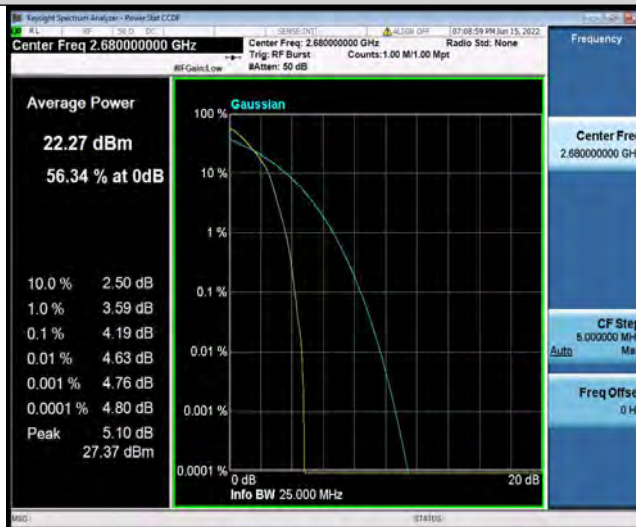 Keysight Spectrum Analyzer - Power Stat CCDF
RL RF 50 Ω DC SENSE:INT ALIGN OFF 07:08:59 PM Jun 15, 2022
Center Freq 2.680000000 GHz
Center Freq: 2.680000000 GHz Radio Std: None
Trig: RF Burst Counts:1.00 M/1.00 Mpt
#IFGain:Low #Atten: 50 dB
Frequency
Average Power
22.27 dBm
56.34 % at 0dB
10.0 % 2.50 dB
1.0 % 3.59 dB
0.1 % 4.19 dB
0.01 % 4.63 dB
0.001 % 4.76 dB
0.0001 % 4.80 dB
Peak 5.10 dB
27.37 dBm
Gaussian
100 %
10 %
1 %
0.1 %
0.01 %
0.001 %
0.0001 %
0 dB 20 dB
Info BW 25.000 MHz
Center Fre
2.680000000 GH
CF Ste
5.000000 MH
Auto Ma
Freq Offse
0 H
MSG STATUS